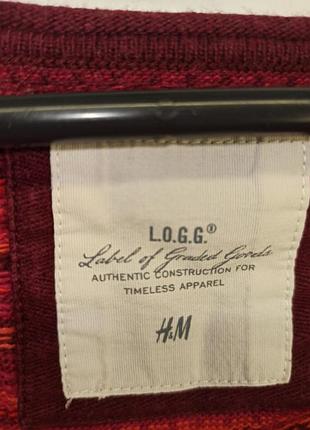 L.O.G.G.®
Label of Graded Goods
AUTHENTIC CONSTRUCTION FOR
TIMELESS APPAREL
H&M